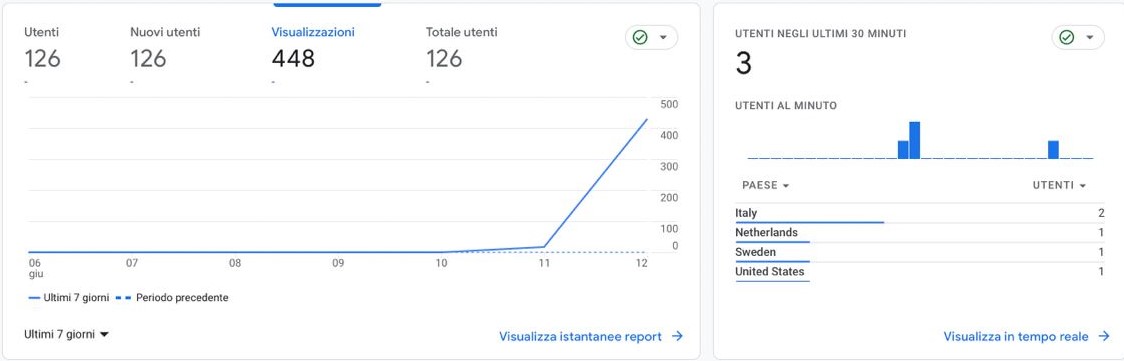 Utenti
126
-
Nuovi utenti
126
-
Visualizzazioni
448
-
Totale utenti
126
-
500
400
300
200
100
0
06
giu
07
08
09
10
11
12
Ultimi 7 giorni
Periodo precedente
Ultimi 7 giorni
Visualizza istantanee report
UTENTI NEGLI ULTIMI 30 MINUTI
3
UTENTI AL MINUTO
PAESE UTENTI
Italy 2
Netherlands 1
Sweden 1
United States 1
Visualizza in tempo reale